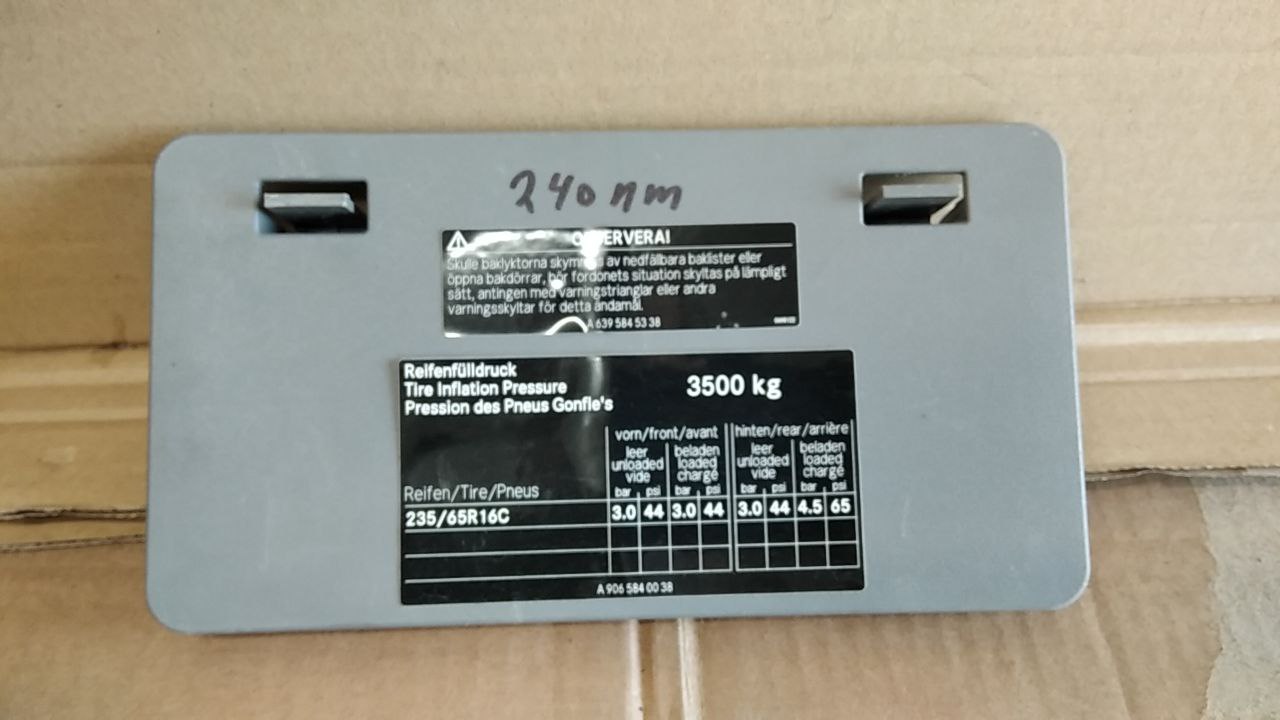 240 nm
OBSERVERA!
Skulle baklyktorna skymmas av nedfällbara baklister eller
öppna bakdörrar, bör fordonets situation skyltas på lämpligt
sätt, antingen med varningstrianglar eller andra
varningsskyltar för detta ändamål.
A 639 584 53 38
Reifenfülldruck
Tire Inflation Pressure
Pression des Pneus Gonfle's
3500 kg
vorn/front/avant hinten/rear/arrière
leer beladen leer beladen
unloaded loaded unloaded loaded
vide chargé vide chargé
Reifen/Tire/Pneus bar psi bar psi bar psi bar psi
235/65R16C 3.0 44 3.0 44 3.0 44 4.5 65
A 906 584 00 38